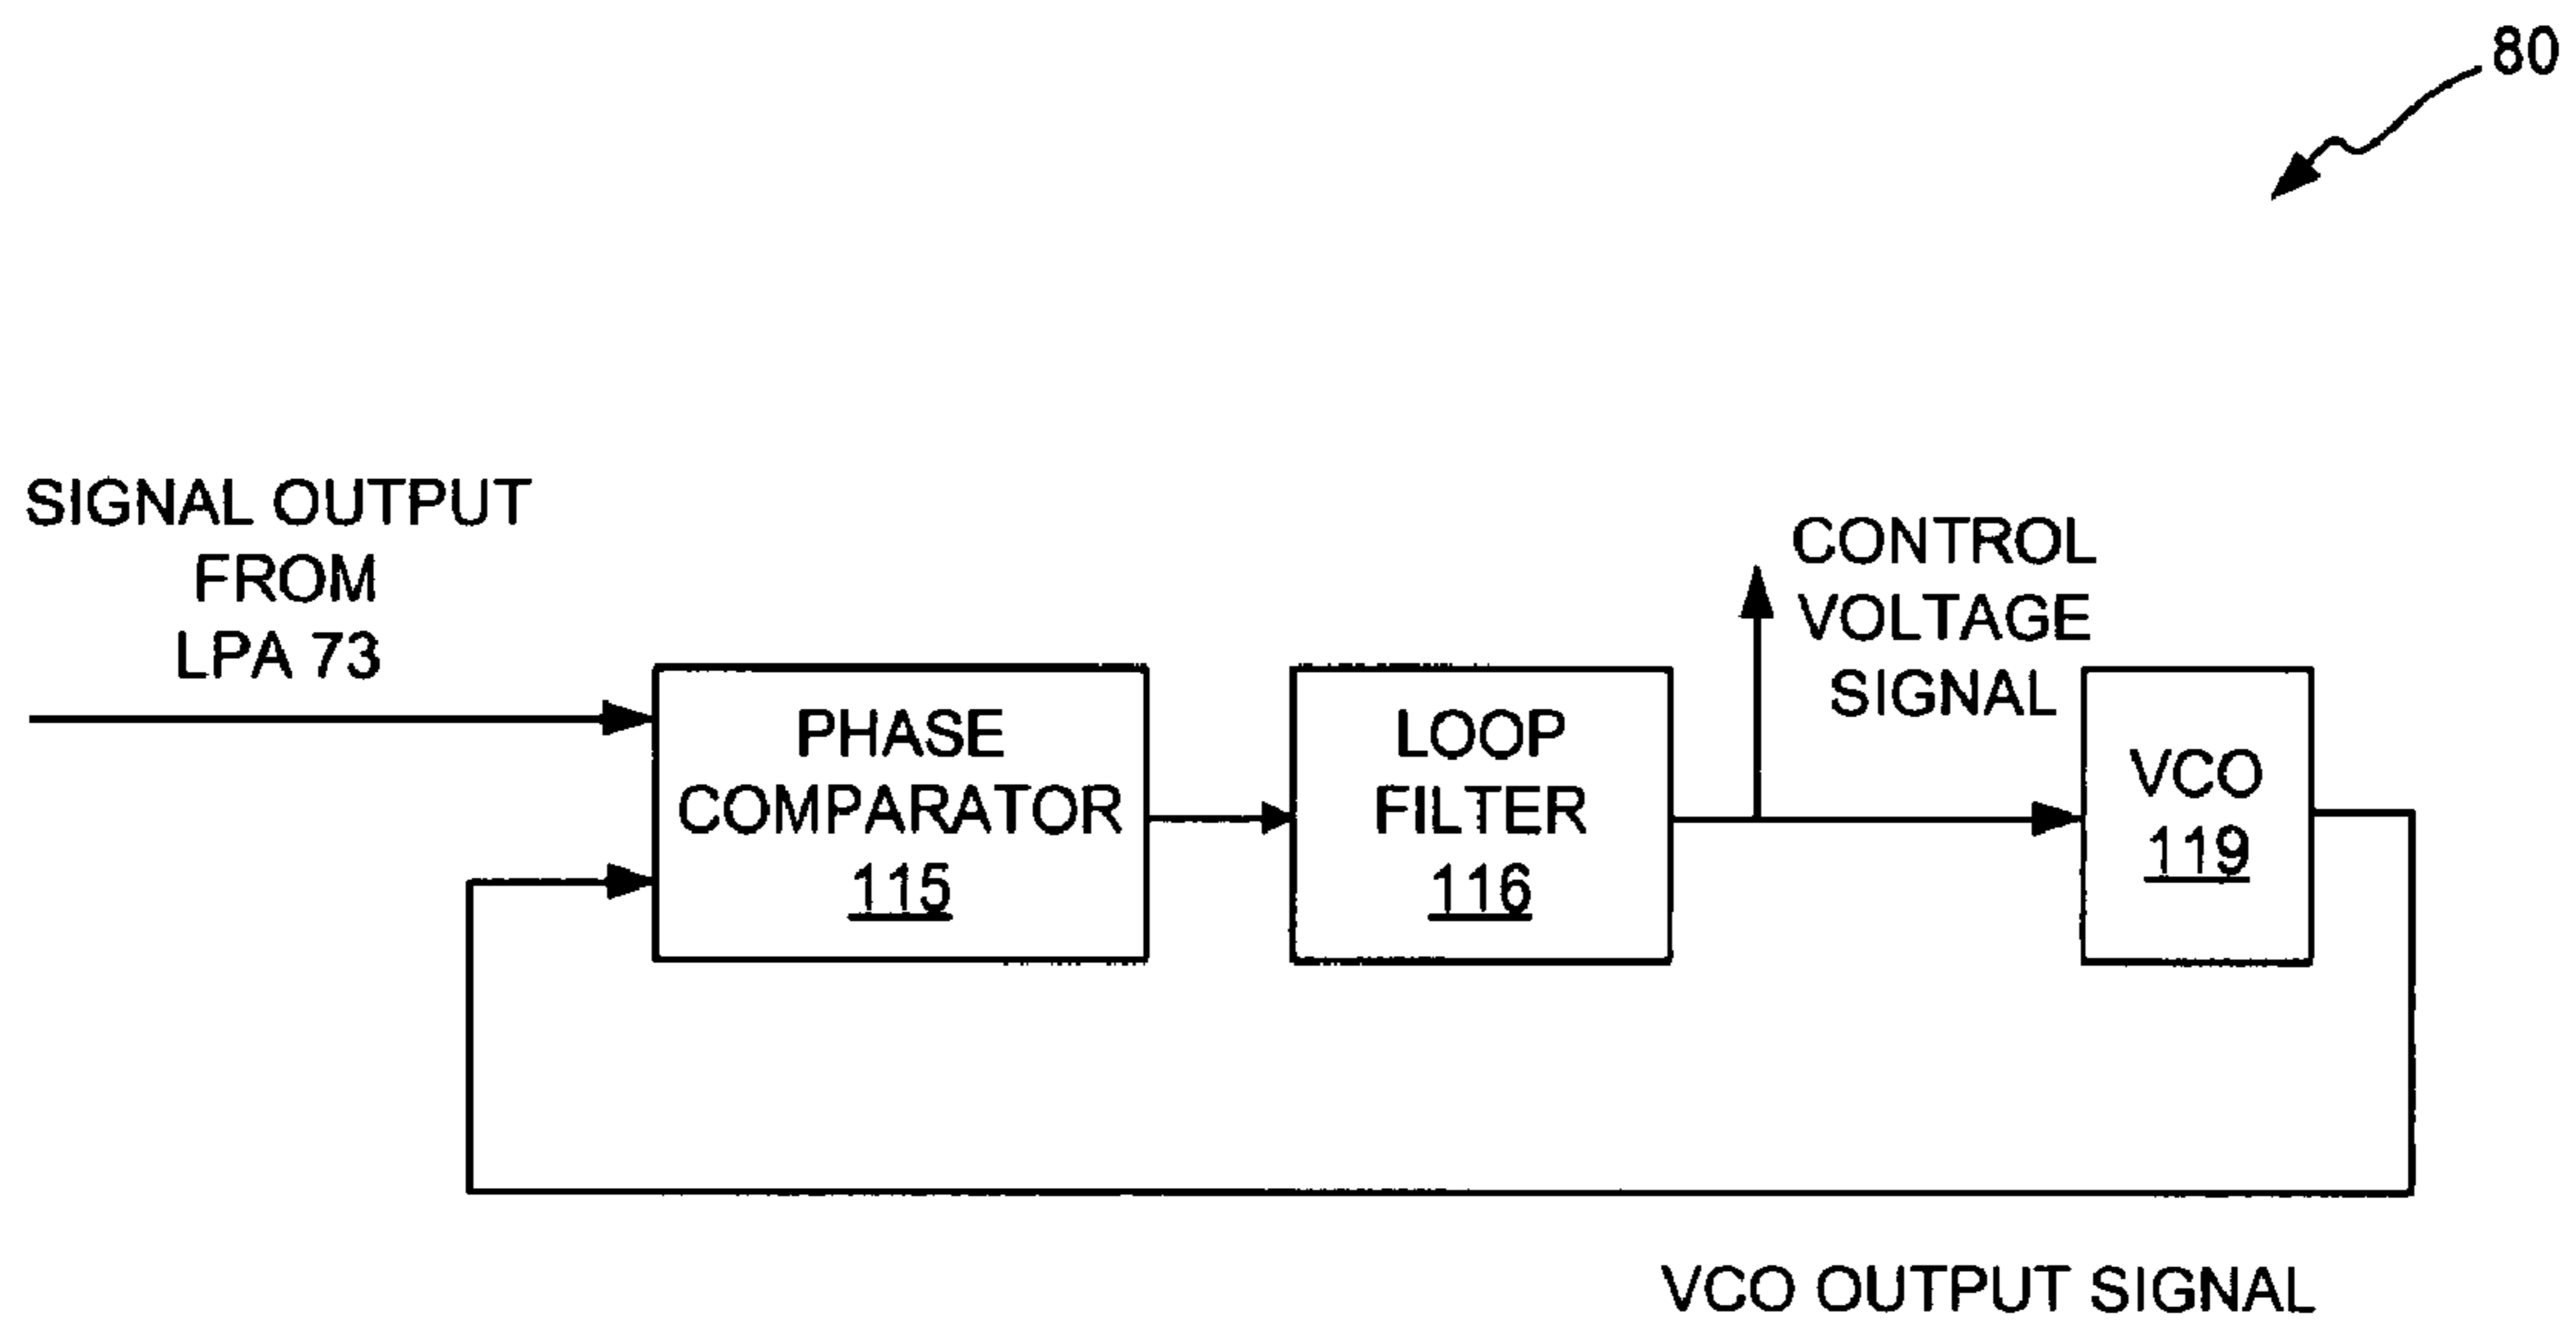 80
SIGNAL OUTPUT
FROM
LPA 73
CONTROL
VOLTAGE
SIGNAL
PHASE
COMPARATOR
115
LOOP
FILTER
116
VCO
119
VCO OUTPUT SIGNAL